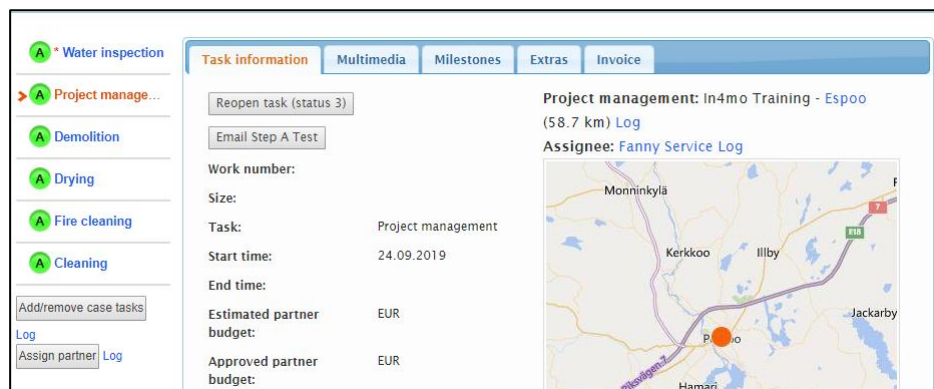 A * Water inspection
A Project manage...
A Demolition
A Drying
A Fire cleaning
A Cleaning
Add/remove case tasks
Log
Assign partner Log
Task information Multimedia Milestones Extras Invoice
Reopen task (status 3)
Email Step A Test
Work number:
Size:
Task: Project management
Start time: 24.09.2019
End time:
Estimated partner EUR
budget:
Approved partner EUR
budget:
Project management: In4mo Training - Espoo
(58.7 km) Log
Assignee: Fanny Service Log
Monninkylä
7
E18
Kerkkoo
Illby
Jackarby
Hamari